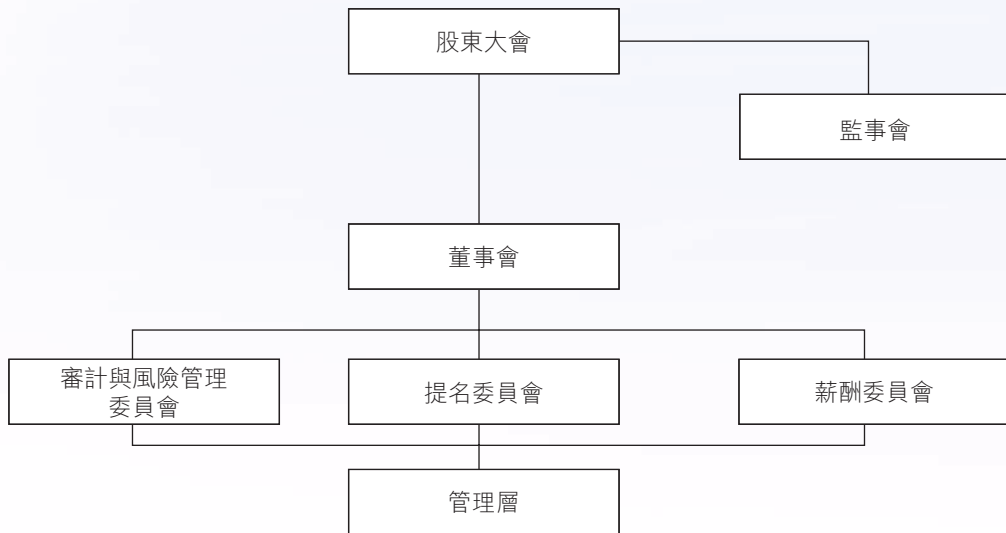 股東大會
監事會
董事會
審計與風險管理
委員會
提名委員會
薪酬委員會
管理層